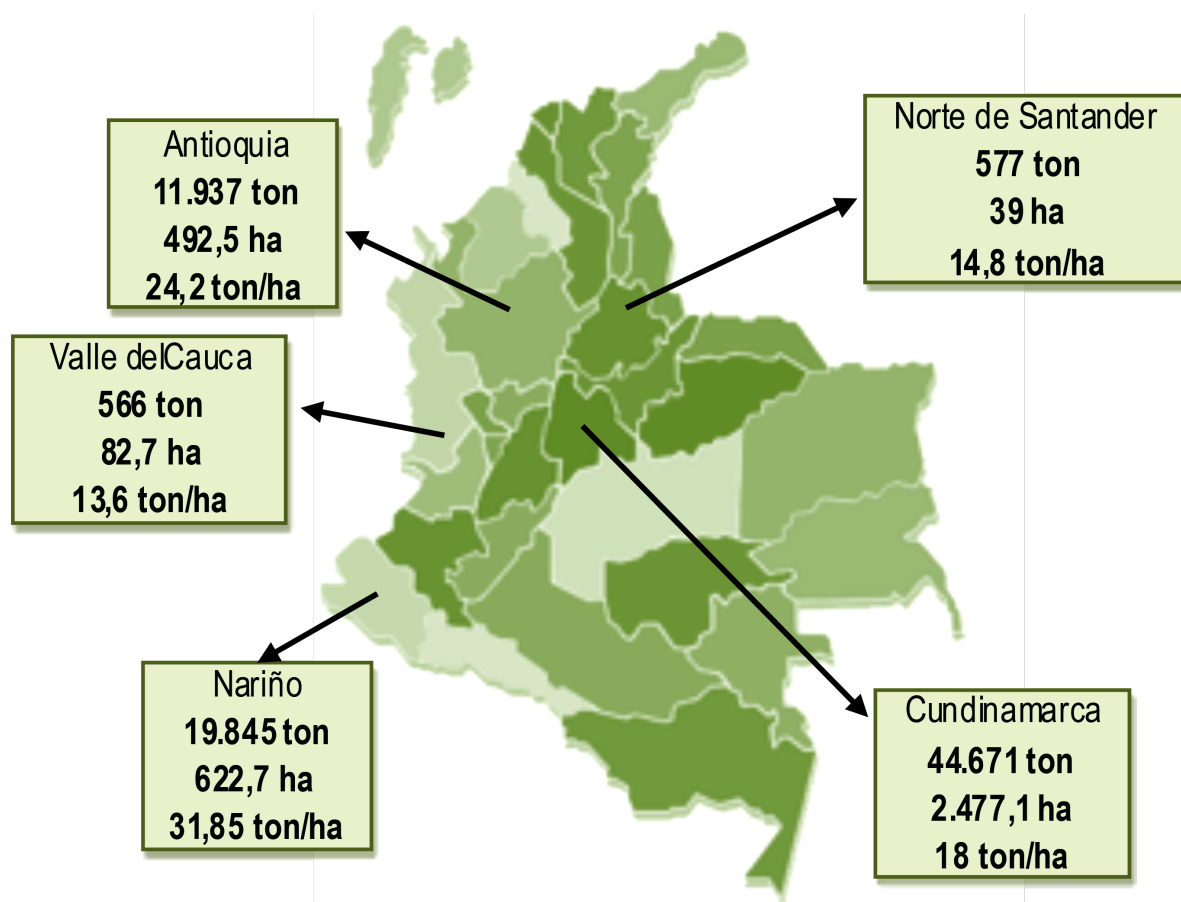 Antioquia
11.937 ton
492,5 ha
24,2 ton/ha
Norte de Santander
577 ton
39 ha
14,8 ton/ha
Valle delCauca
566 ton
82,7 ha
13,6 ton/ha
Nariño
19.845 ton
622,7 ha
31,85 ton/ha
Cundinamarca
44.671 ton
2.477,1 ha
18 ton/ha